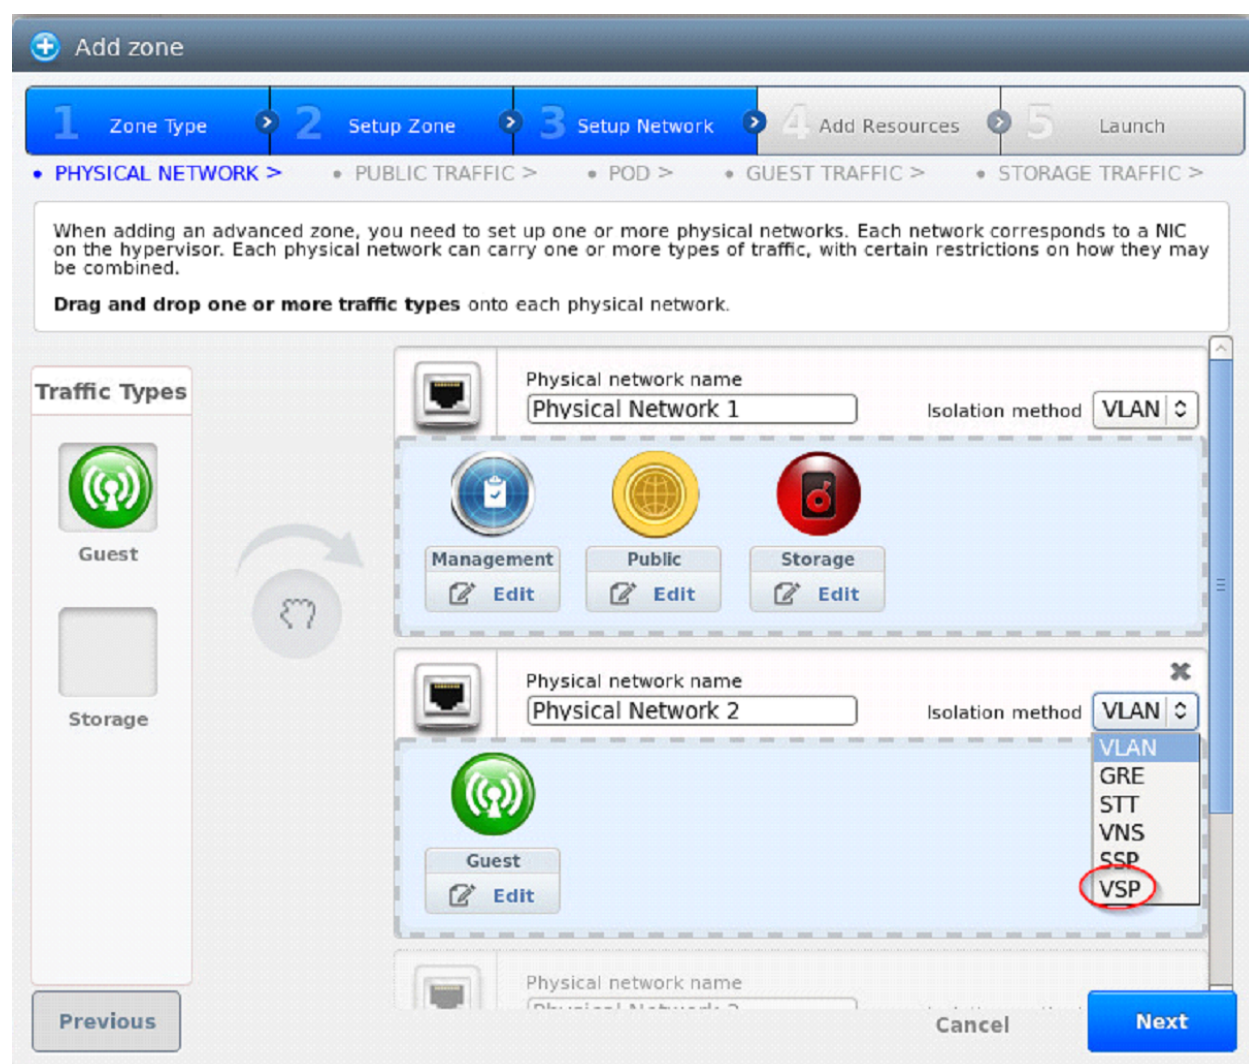 Add zone
1 Zone Type 2 Setup Zone 3 Setup Network 4 Add Resources 5 Launch
• PHYSICAL NETWORK > • PUBLIC TRAFFIC > • POD > • GUEST TRAFFIC > • STORAGE TRAFFIC >
When adding an advanced zone, you need to set up one or more physical networks. Each network corresponds to a NIC
on the hypervisor. Each physical network can carry one or more types of traffic, with certain restrictions on how they may
be combined.
Drag and drop one or more traffic types onto each physical network.
Traffic Types
Guest
Storage
Physical network name
Physical Network 1
Isolation method VLAN
Management Public Storage
Edit Edit Edit
Physical network name
Physical Network 2
Isolation method VLAN
VLAN
GRE
STT
VNS
SSP
VSP
Guest
Edit
Physical network name
Previous
Cancel
Next